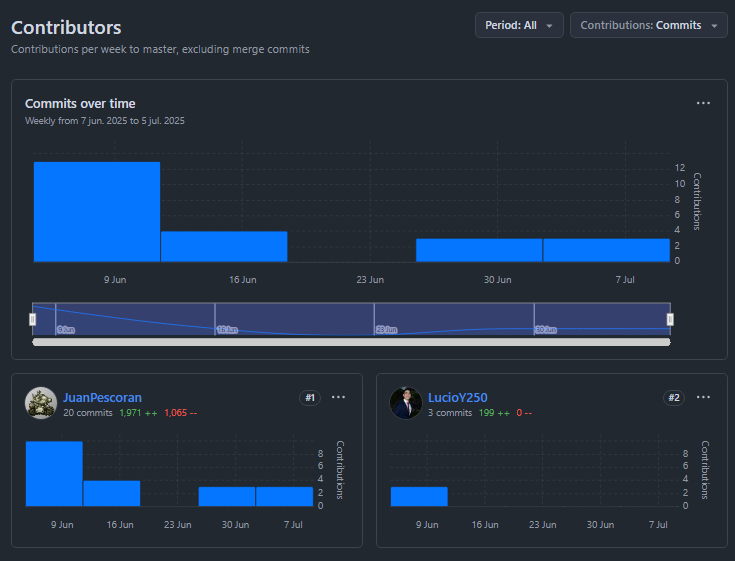 Contributors
Period: All
Contributions: Commits
Contributions per week to master, excluding merge commits
Commits over time
Weekly from 7 jun. 2025 to 5 jul. 2025
12
10
8
6
4
2
0
Contributions
9 Jun 16 Jun 23 Jun 30 Jun 7 Jul
9 Jun 16 Jun 23 Jun 30 Jun
JuanPescoran
#1
20 commits 1,971 ++ 1,065 --
8
6
4
2
0
Contributions
9 Jun 16 Jun 23 Jun 30 Jun 7 Jul
LucioY250
#2
3 commits 199 ++ 0 --
8
6
4
2
0
Contributions
9 Jun 16 Jun 23 Jun 30 Jun 7 Jul